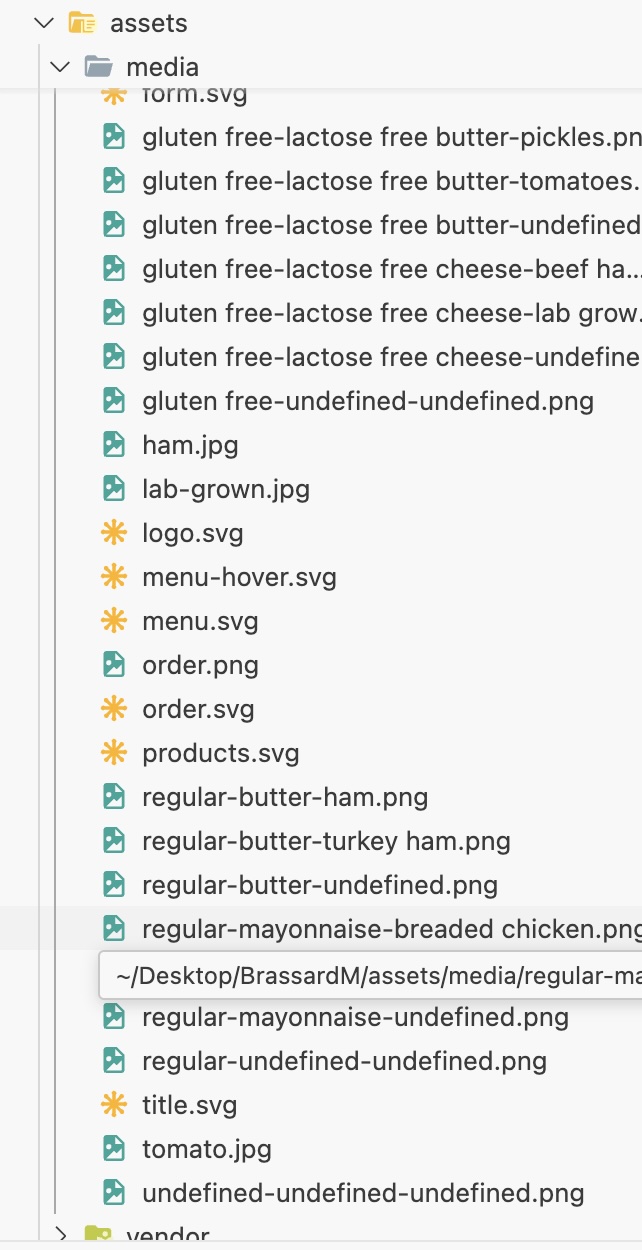 assets
media
form.svg
gluten free-lactose free butter-pickles.pn
gluten free-lactose free butter-tomatoes.
gluten free-lactose free butter-undefined
gluten free-lactose free cheese-beef ha...
gluten free-lactose free cheese-lab grow.
gluten free-lactose free cheese-undefine
gluten free-undefined-undefined.png
ham.jpg
lab-grown.jpg
logo.svg
menu-hover.svg
menu.svg
order.png
order.svg
products.svg
regular-butter-ham.png
regular-butter-turkey ham.png
regular-butter-undefined.png
regular-mayonnaise-breaded chicken.png
~/Desktop/BrassardM/assets/media/regular-ma
regular-mayonnaise-undefined.png
regular-undefined-undefined.png
title.svg
tomato.jpg
undefined-undefined-undefined.png
vendor